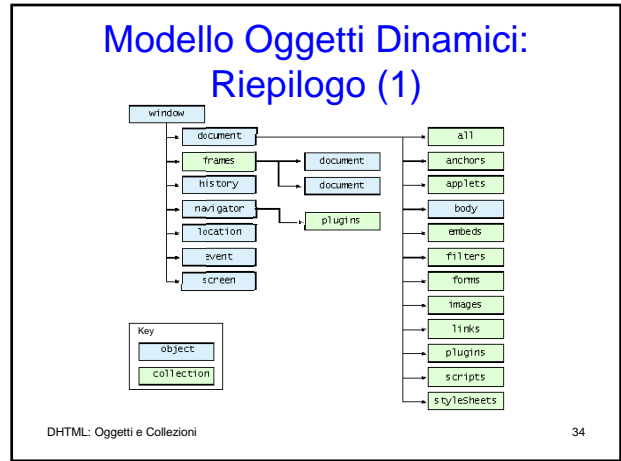 Modello Oggetti Dinamici:
Riepilogo (1)
window
document
frames
history
navigator
location
event
screen
document
document
plugins
all
anchors
applets
body
embeds
filters
forms
images
links
plugins
scripts
styleSheets
Key
object
collection
DHTML: Oggetti e Collezioni
34